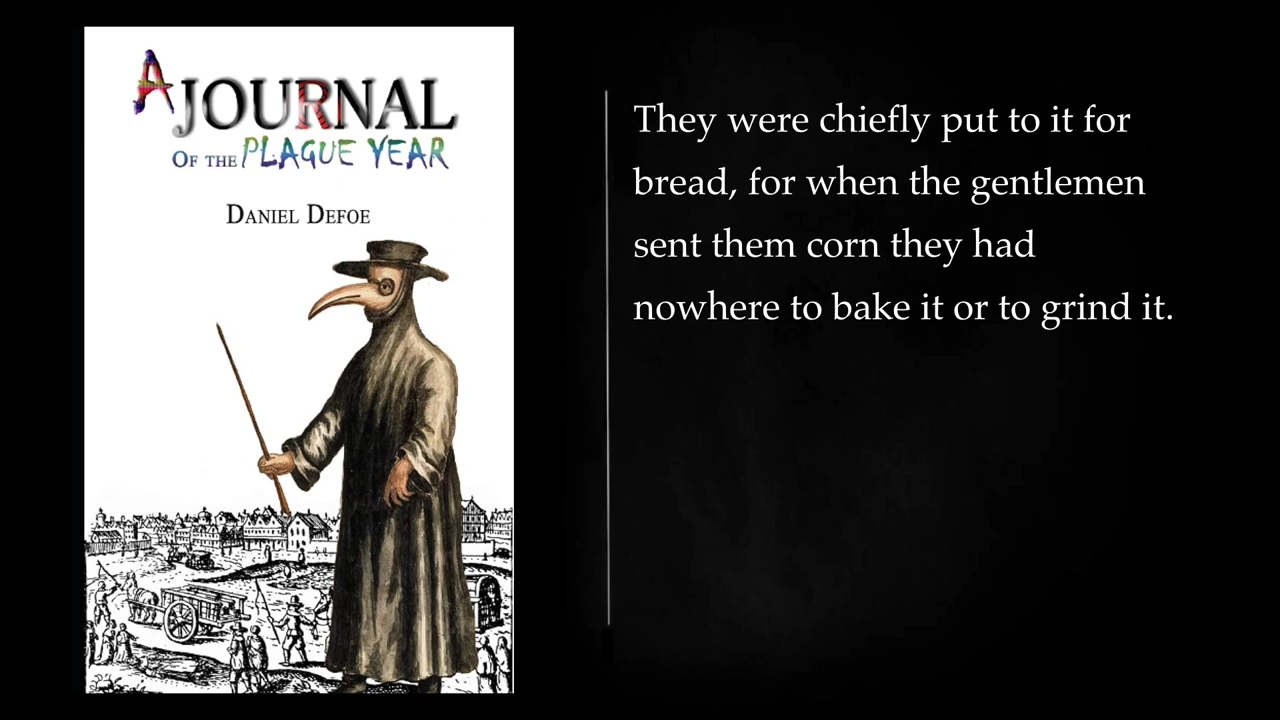 A JOURNAL
OF THE PLAGUE YEAR
DANIEL DEFOE
They were chiefly put to it for
bread, for when the gentlemen
sent them corn they had
nowhere to bake it or to grind it.